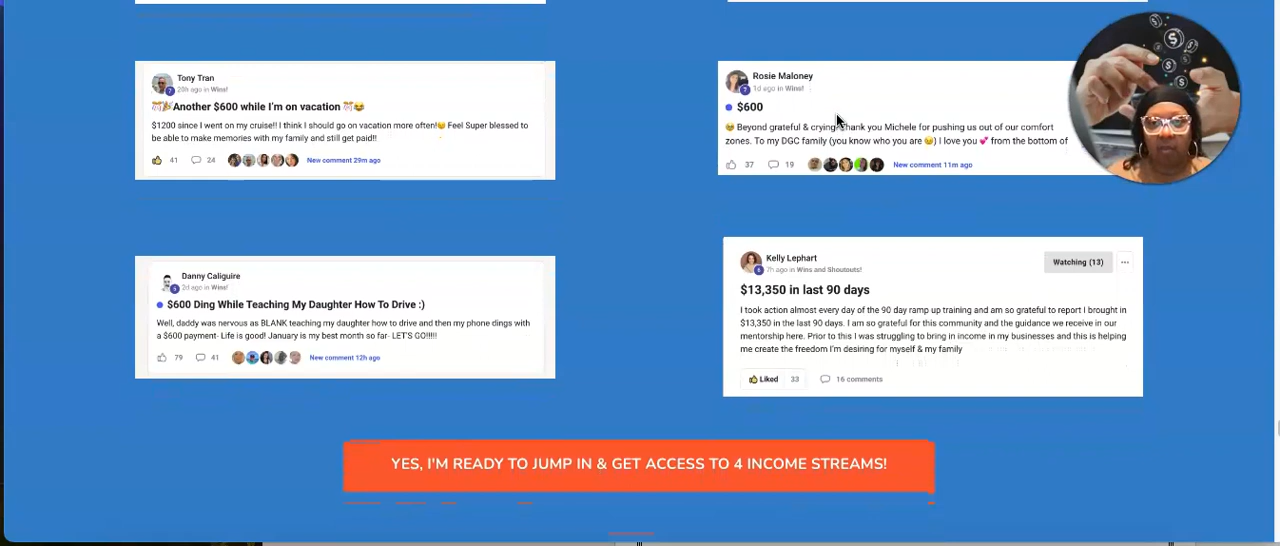 Tony Tran
7
20h ago in Wins!
🎊🎉Another $600 while I'm on vacation 🎊😂
$1200 since I went on my cruise!! I think I should go on vacation more often!😄 Feel Super blessed to
be able to make memories with my family and still get paid!!
41 24 New comment 29m ago
Rosie Maloney
7
1d ago in Wins!
$600
🥹 Beyond grateful & crying. Thank you Michele for pushing us out of our comfort
zones. To my DGC family (you know who you are 😉) I love you 💕 from the bottom of
37 19 New comment 11m ago
Danny Caliguire
5
2d ago in Wins!
$600 Ding While Teaching My Daughter How To Drive :)
Well, daddy was nervous as BLANK teaching my daughter how to drive and then my phone dings with
a $600 payment- Life is good! January is my best month so far- LET'S GO!!!!!
79 41 New comment 12h ago
Kelly Lephart
6
7h ago in Wins and Shoutouts!
Watching (13) ...
$13,350 in last 90 days
I took action almost every day of the 90 day ramp up training and am so grateful to report I brought in
$13,350 in the last 90 days. I am so grateful for this community and the guidance we receive in our
mentorship here. Prior to this I was struggling to bring in income in my businesses and this is helping
me create the freedom I'm desiring for myself & my family
Liked 33 16 comments
YES, I'M READY TO JUMP IN & GET ACCESS TO 4 INCOME STREAMS!